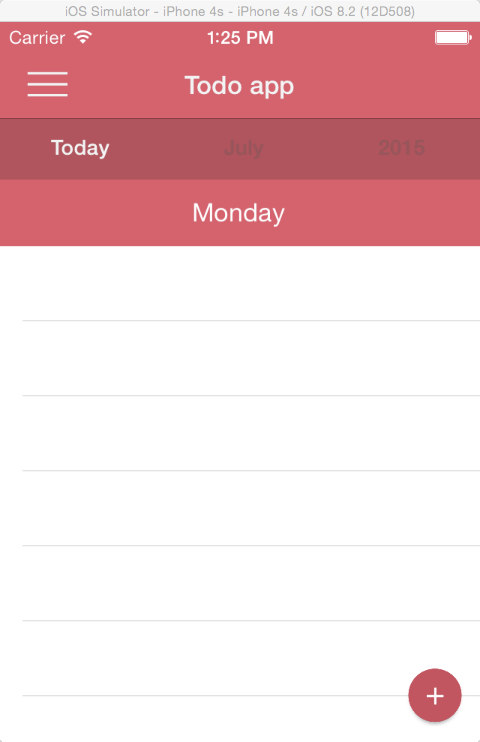 iOS Simulator - iPhone 4s - iPhone 4s / iOS 8.2 (12D508)
Carrier 1:25 PM
Todo app
Today July 2015
Monday
+